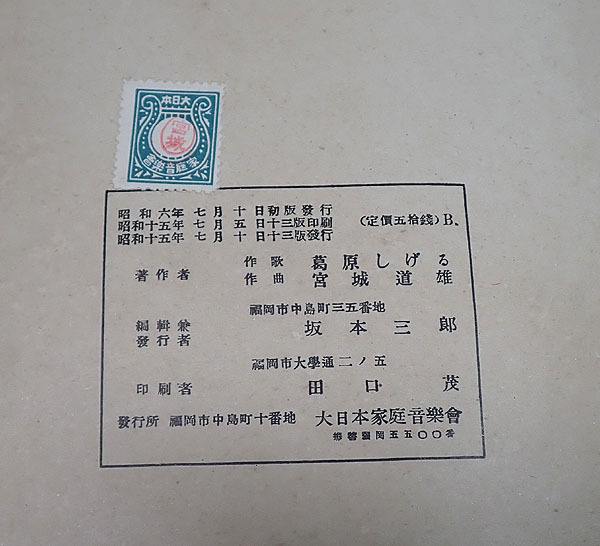 大日本
宮城
家庭音樂會
昭和六年七月十日初版發行
昭和十五年七月五日十三版印刷
昭和十五年七月十日十三版發行
(定價五拾錢)B、
著作者
作歌 葛原しげる
作曲 宮城道雄
福岡市中島町三五番地
編輯兼
發行者
坂本三郎
福岡市大學通二ノ五
印刷者 田口茂
發行所 福岡市中島町十番地 大日本家庭音樂會
振替福岡五五〇〇番